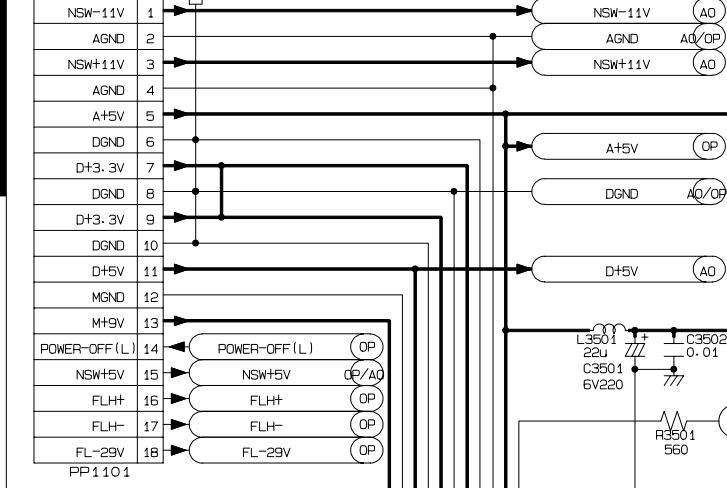 NSW-11V 1 NSW-11V AO
AGND 2 AGND AO/OP
NSW+11V 3 NSW+11V AO
AGND 4
A+5V 5
DGND 6
A+5V OP
D+3.3V 7
DGND 8 DGND AO/OP
D+3.3V 9
DGND 10
D+5V 11 D+5V AO
MGND 12
M+9V 13
POWER-OFF(L) 14 POWER-OFF(L) OP
L3501 + C3502
22u 0.01
NSW+5V 15 NSW+5V OP/AO
C3501
6V220
FLH+ 16 FLH+ OP
FLH- 17 FLH- OP
R3501
560
FL-29V 18 FL-29V OP
PP1101